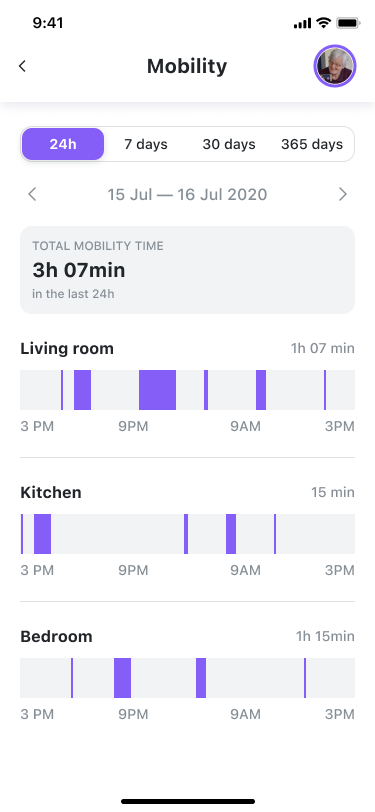 9:41
Mobility
24h 7 days 30 days 365 days
15 Jul — 16 Jul 2020
TOTAL MOBILITY TIME
3h 07min
in the last 24h
Living room 1h 07 min
3 PM 9PM 9AM 3PM
Kitchen 15 min
3 PM 9PM 9AM 3PM
Bedroom 1h 15min
3 PM 9PM 9AM 3PM